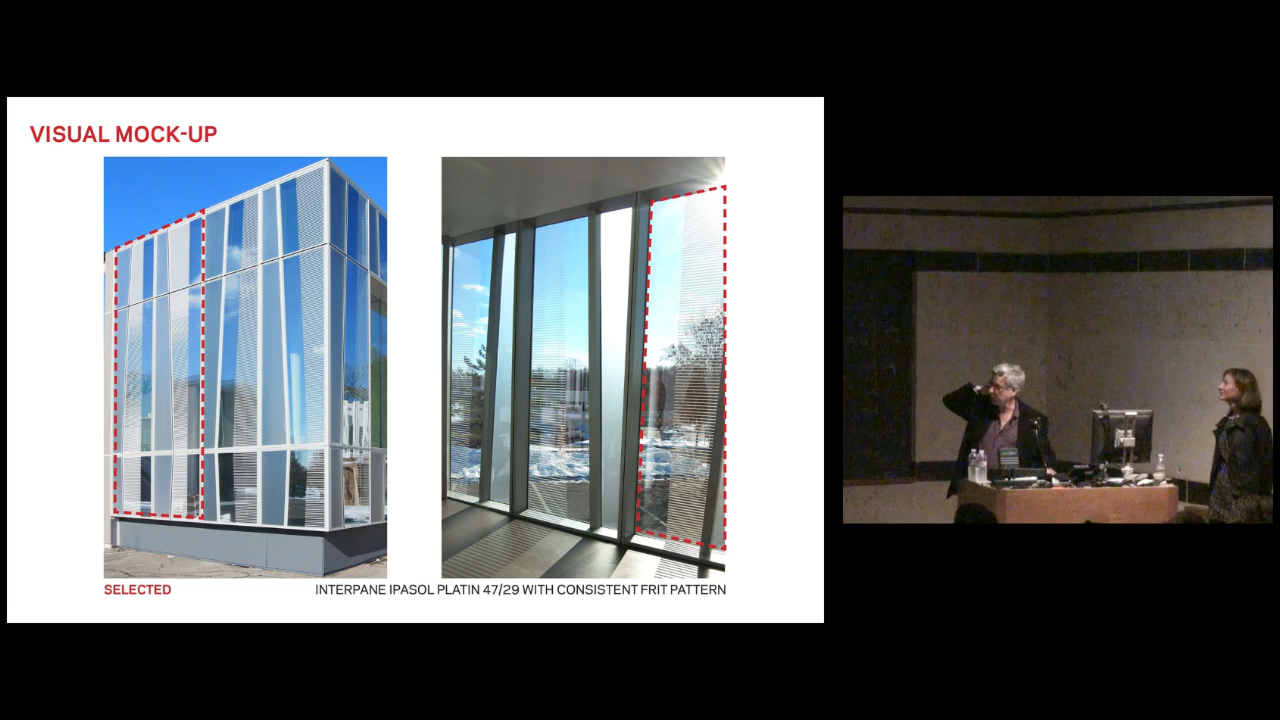 VISUAL MOCK-UP
SELECTED
INTERPANE IPASOL PLATIN 47/29 WITH CONSISTENT FRIT PATTERN